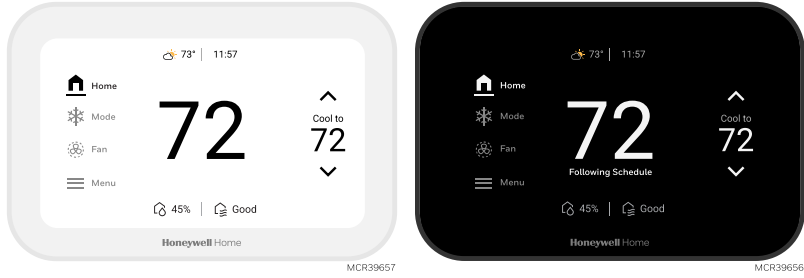 73° 11:57
Home
Mode
Fan
Menu
72
Cool to
72
45% Good
Honeywell Home
MCR39657
73° 11:57
Home
Mode
Fan
Menu
72
Following Schedule
Cool to
72
45% Good
Honeywell Home
MCR39656